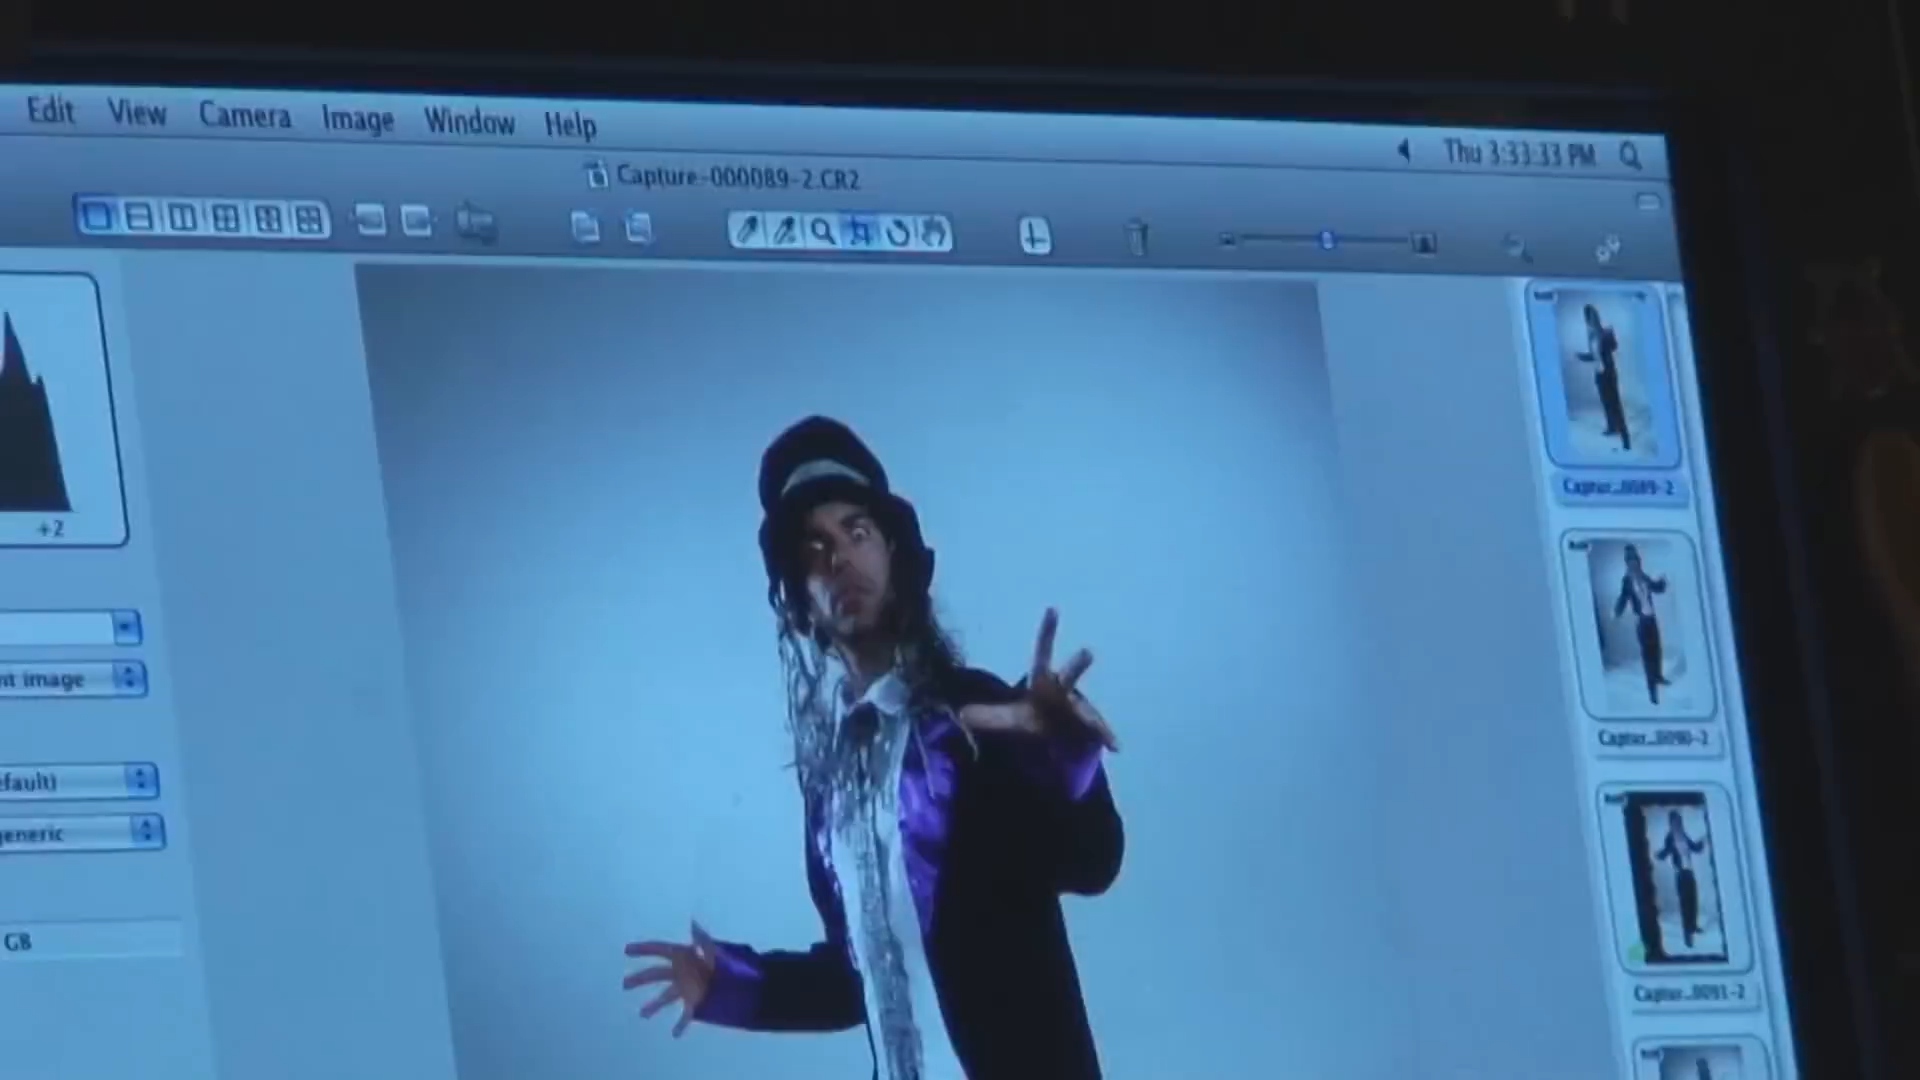 Edit View Camera Image Window Help
Thu 3:33:33 PM
Capture-000089-2.CR2
Captur...0089-2
+2
nt image
Captur...0090-2
efault)
generic
GB
Captur...0091-2